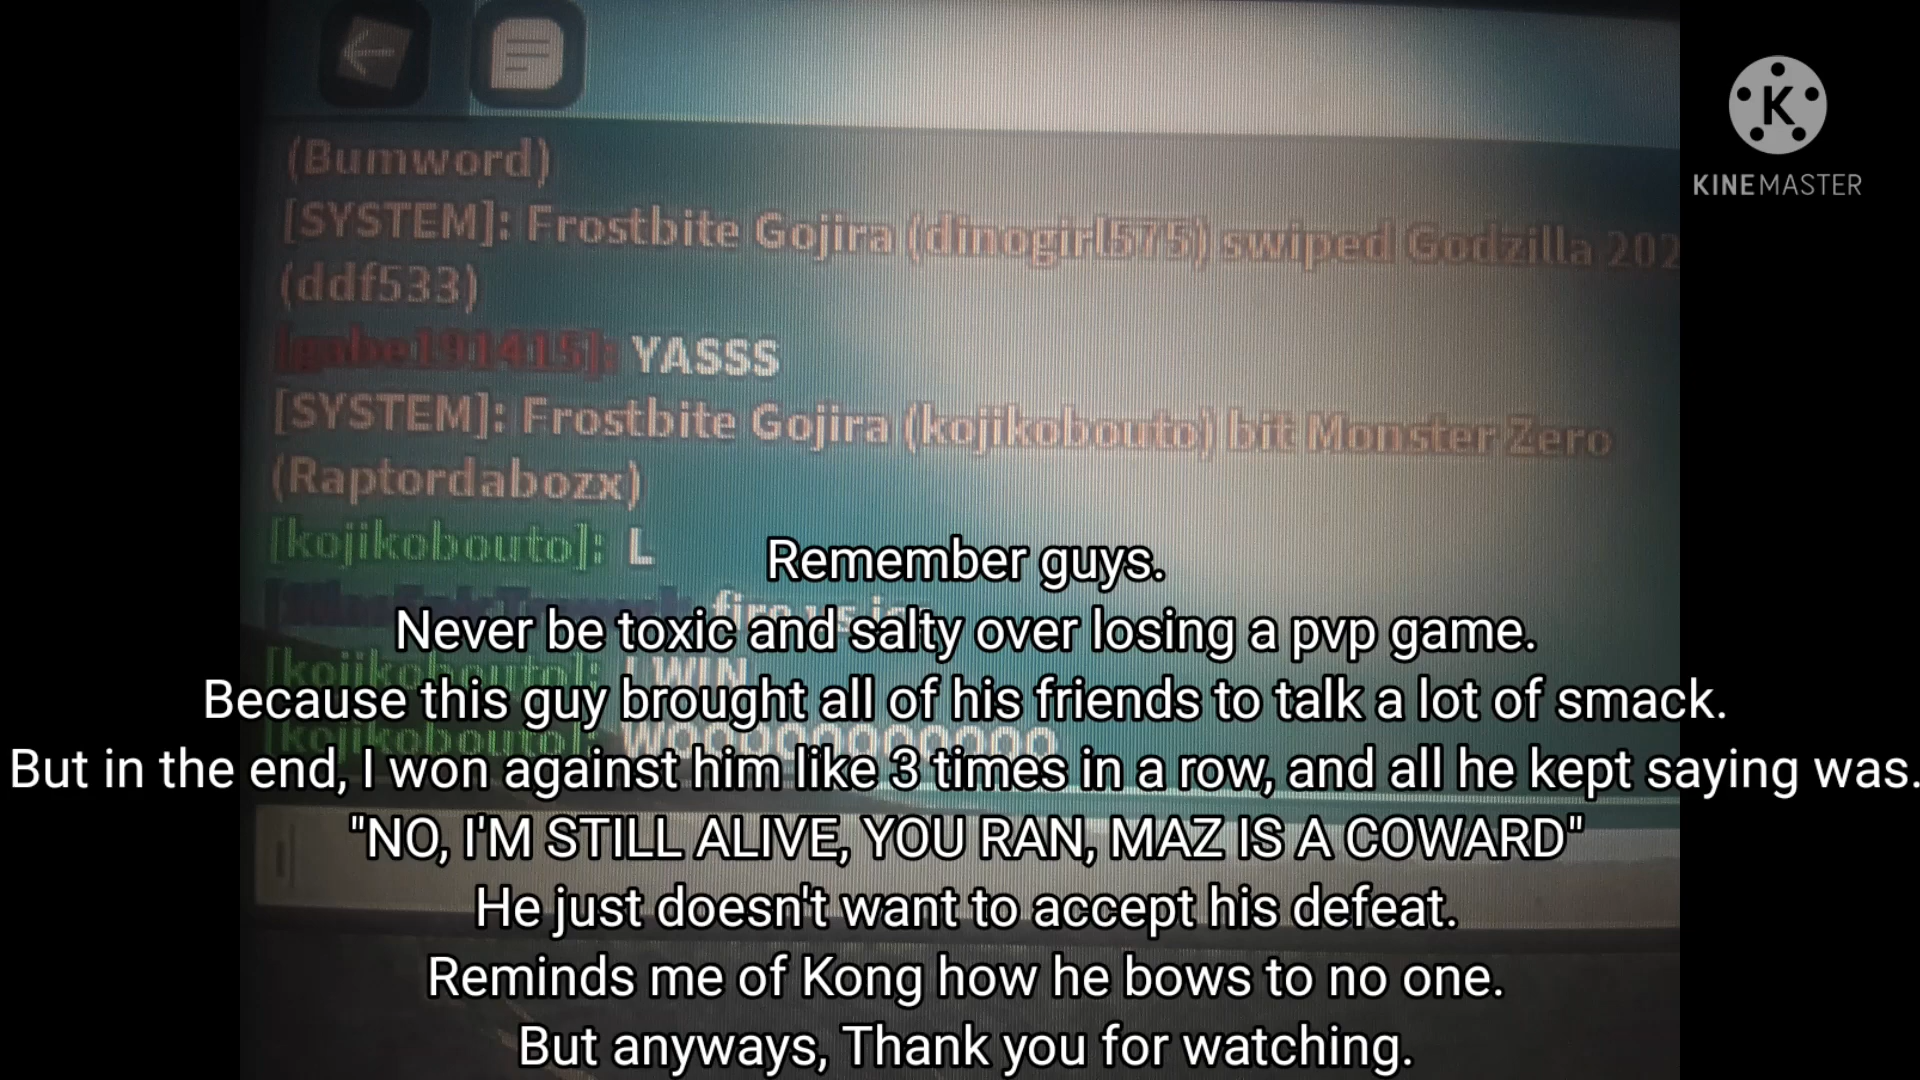 (Bumword)
[SYSTEM]: Frostbite Gojira (dinogirl575) swiped Godzilla 202
(ddf533)
[gabe191415]: YASSS
[SYSTEM]: Frostbite Gojira (kojikobouto) bit Monster Zero
(Raptordabozx)
[kojikobouto]: L
[kojikobouto]: I WIN
[kojikobouto]:
K
KINEMASTER
Remember guys.
Never be toxic and salty over losing a pvp game.
Because this guy brought all of his friends to talk a lot of smack.
But in the end, I won against him like 3 times in a row, and all he kept saying was.
"NO, I'M STILL ALIVE, YOU RAN, MAZ IS A COWARD"
He just doesn't want to accept his defeat.
Reminds me of Kong how he bows to no one.
But anyways, Thank you for watching.